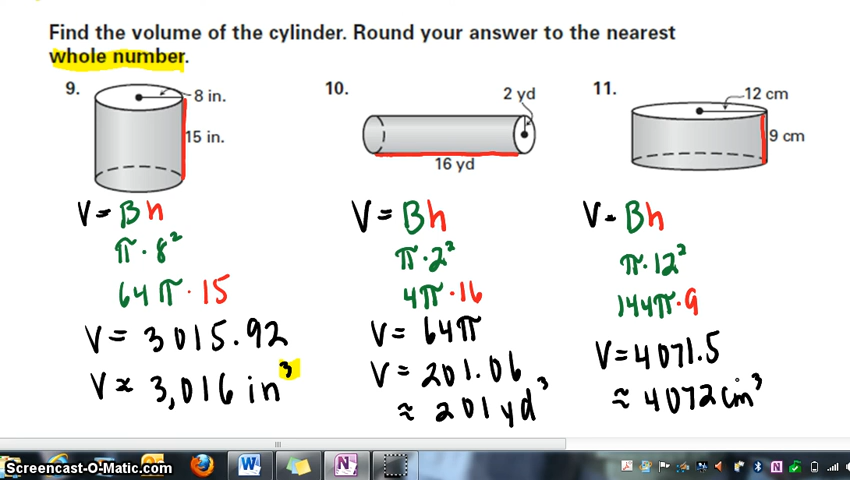 Find the volume of the cylinder. Round your answer to the nearest
whole number.
9.
8 in.
15 in.
10.
2 yd
16 yd
11.
12 cm
9 cm
V = Bh
π · 8²
64π · 15
V = 3015.92
V ≈ 3,016 in³
V = Bh
π · 2²
4π · 16
V = 64π
V = 201.06
≈ 201 yd³
V = Bh
π · 12²
144π · 9
V = 4071.5
≈ 4072 cm³
Screencast-O-Matic.com